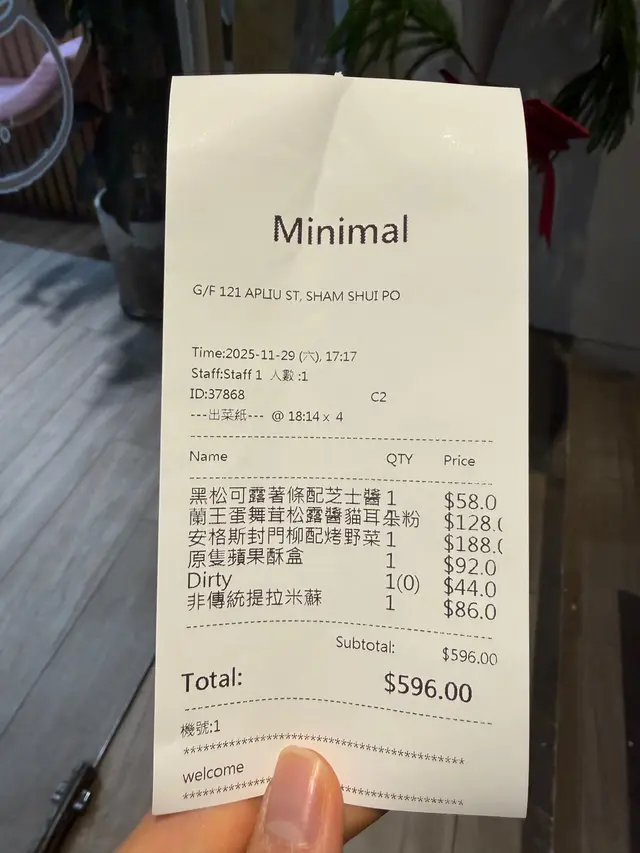 Minimal
G/F 121 APLIU ST, SHAM SHUI PO
Time:2025-11-29 (六), 17:17
Staff:Staff 1 人數 :1
ID:37868 C2
---出菜紙--- @ 18:14 x 4
Name QTY Price
黑松可露薯條配芝士醬 1 $58.0
蘭王蛋舞茸松露醬貓耳朵粉 $128.0
安格斯封門柳配烤野菜 1 $188.0
原隻蘋果酥盒 1 $92.0
Dirty 1(0) $44.0
非傳統提拉米蘇 1 $86.0
Subtotal: $596.00
Total: $596.00
機號:1
************************************************
welcome
************************************************